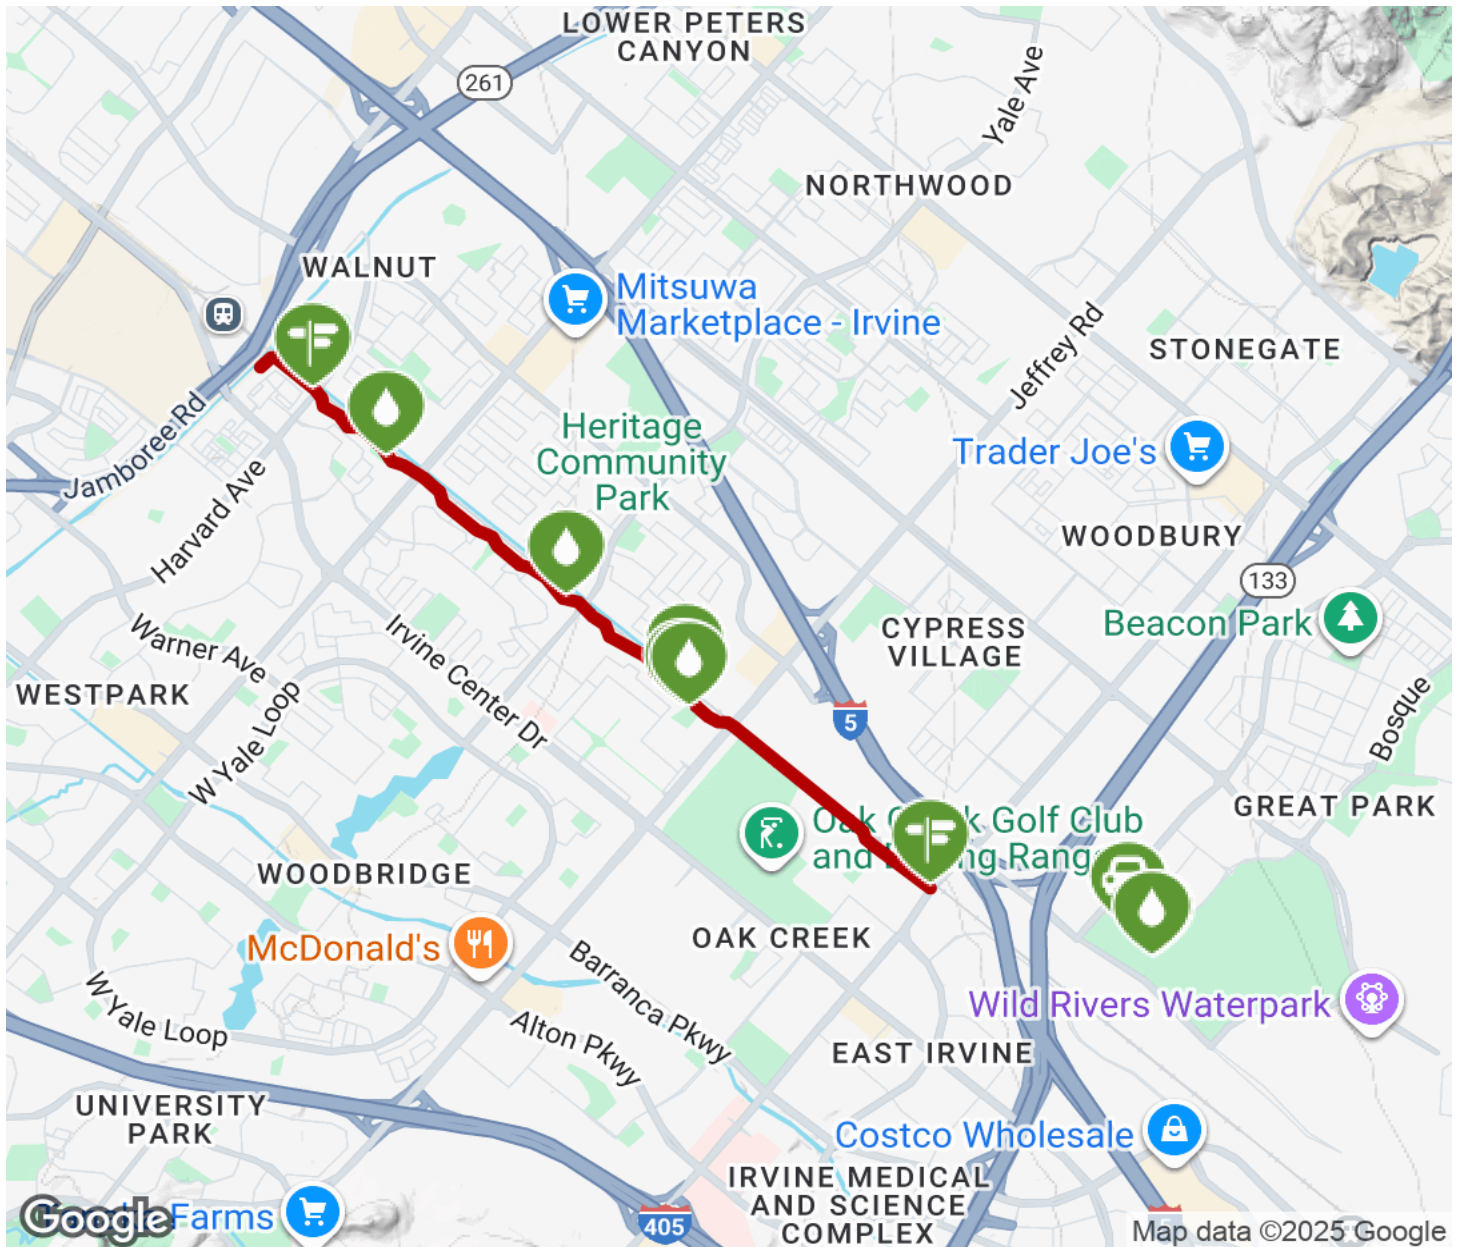 LOWER PETERS
CANYON
261
Yale Ave
NORTHWOOD
WALNUT
Mitsuwa
Marketplace - Irvine
Jeffrey Rd
STONEGATE
Jamboree Rd
Heritage
Community
Park
Trader Joe's
Harvard Ave
WOODBURY
133
Beacon Park
CYPRESS
VILLAGE
Warner Ave
Irvine Center Dr
WESTPARK
W Yale Loop
5
Bosque
GREAT PARK
Oak Golf Club
and Rang
WOODBRIDGE
OAK CREEK
McDonald's
Barranca Pkwy
W Yale Loop
Alton Pkwy
Wild Rivers Waterpark
EAST IRVINE
UNIVERSITY
PARK
Costco Wholesale
IRVINE MEDICAL
AND SCIENCE
COMPLEX
405
5
Farms
Google
Map data ©2025 Google